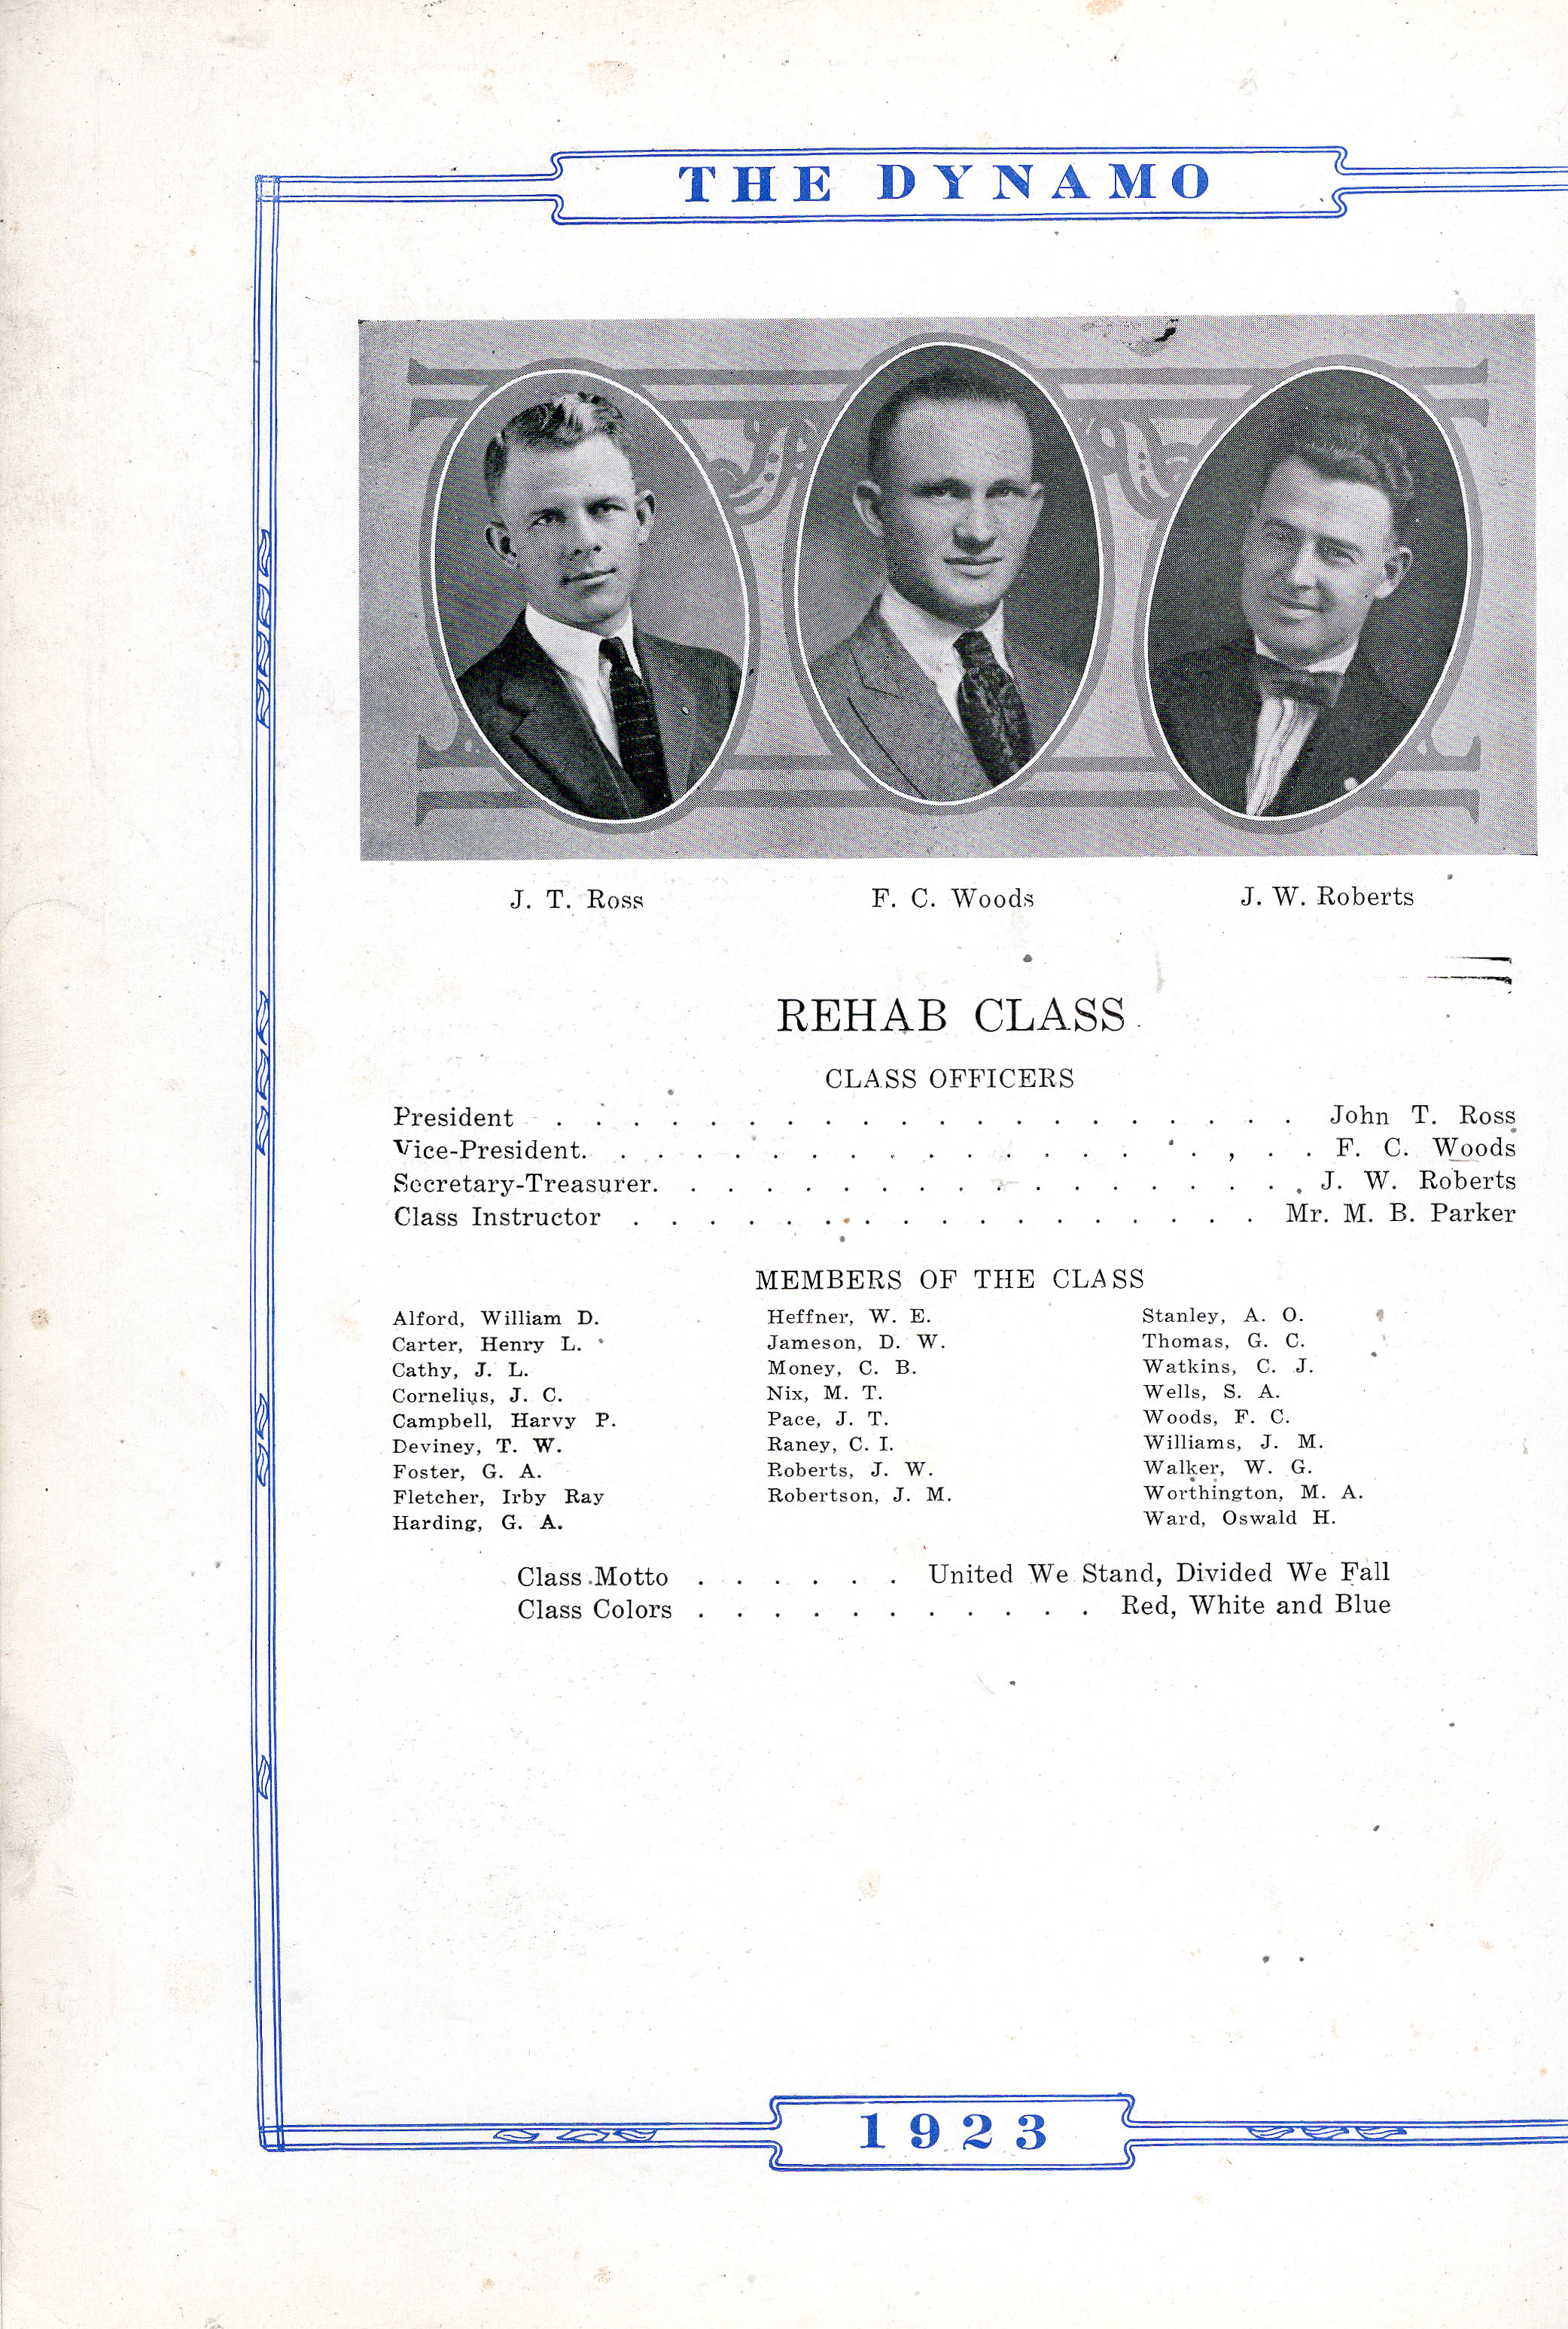 THE DYNAMO
J. T. Ross F. C. Woods J. W. Roberts
REHAB CLASS
CLASS OFFICERS
President . . . . . . . . . . . . . . . . . . . . John T. Ross
Vice-President. . . . . . . . . . . . . . . . . , . . F. C. Woods
Secretary-Treasurer. . . . . . . . . . . . . . . . . . J. W. Roberts
Class Instructor . . . . . . . . . . . . . . . . . Mr. M. B. Parker
MEMBERS OF THE CLASS
Alford, William D.
Carter, Henry L.
Cathy, J. L.
Cornelius, J. C.
Campbell, Harvy P.
Deviney, T. W.
Foster, G. A.
Fletcher, Irby Ray
Harding, G. A.
Heffner, W. E.
Jameson, D. W.
Money, C. B.
Nix, M. T.
Pace, J. T.
Raney, C. I.
Roberts, J. W.
Robertson, J. M.
Stanley, A. O.
Thomas, G. C.
Watkins, C. J.
Wells, S. A.
Woods, F. C.
Williams, J. M.
Walker, W. G.
Worthington, M. A.
Ward, Oswald H.
Class Motto . . . . . . United We Stand, Divided We Fall
Class Colors . . . . . . . . . . . Red, White and Blue
1923